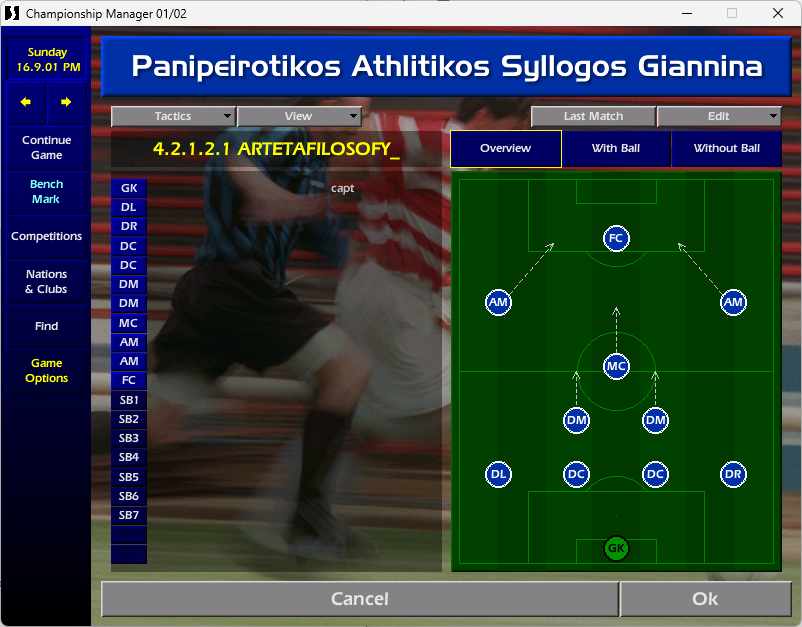 Championship Manager 01/02
Sunday
16.9.01 PM
Continue
Game
Bench
Mark
Competitions
Nations
& Clubs
Find
Game
Options
Panipeirotikos Athlitikos Syllogos Giannina
Tactics
View
Last Match
Edit
4.2.1.2.1 ARTETAFILOSOFY_
Overview
With Ball
Without Ball
GK capt
DL
DR
DC
DC
DM
DM
MC
AM
AM
FC
SB1
SB2
SB3
SB4
SB5
SB6
SB7
FC
AM AM
MC
DM DM
DL DC DC DR
GK
Cancel
Ok